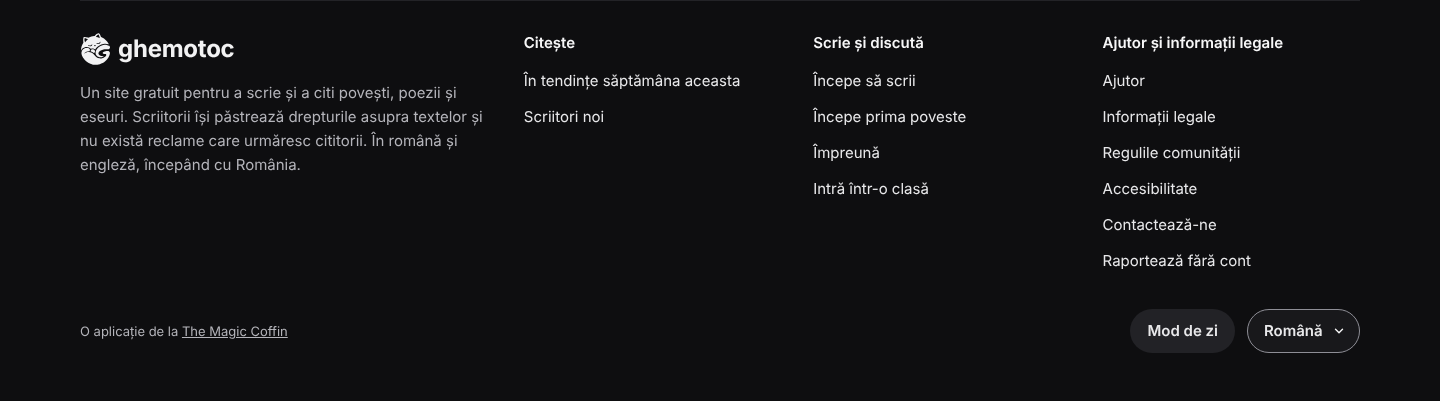 ghemotoc
Un site gratuit pentru a scrie și a citi povești, poezii și
eseuri. Scriitorii își păstrează drepturile asupra textelor și
nu există reclame care urmăresc cititorii. În română și
engleză, începând cu România.
Citește
În tendințe săptămâna aceasta
Scriitori noi
Scrie și discută
Începe să scrii
Începe prima poveste
Împreună
Intră într-o clasă
Ajutor și informații legale
Ajutor
Informații legale
Regulile comunității
Accesibilitate
Contactează-ne
Raportează fără cont
O aplicație de la The Magic Coffin
Mod de zi
Română